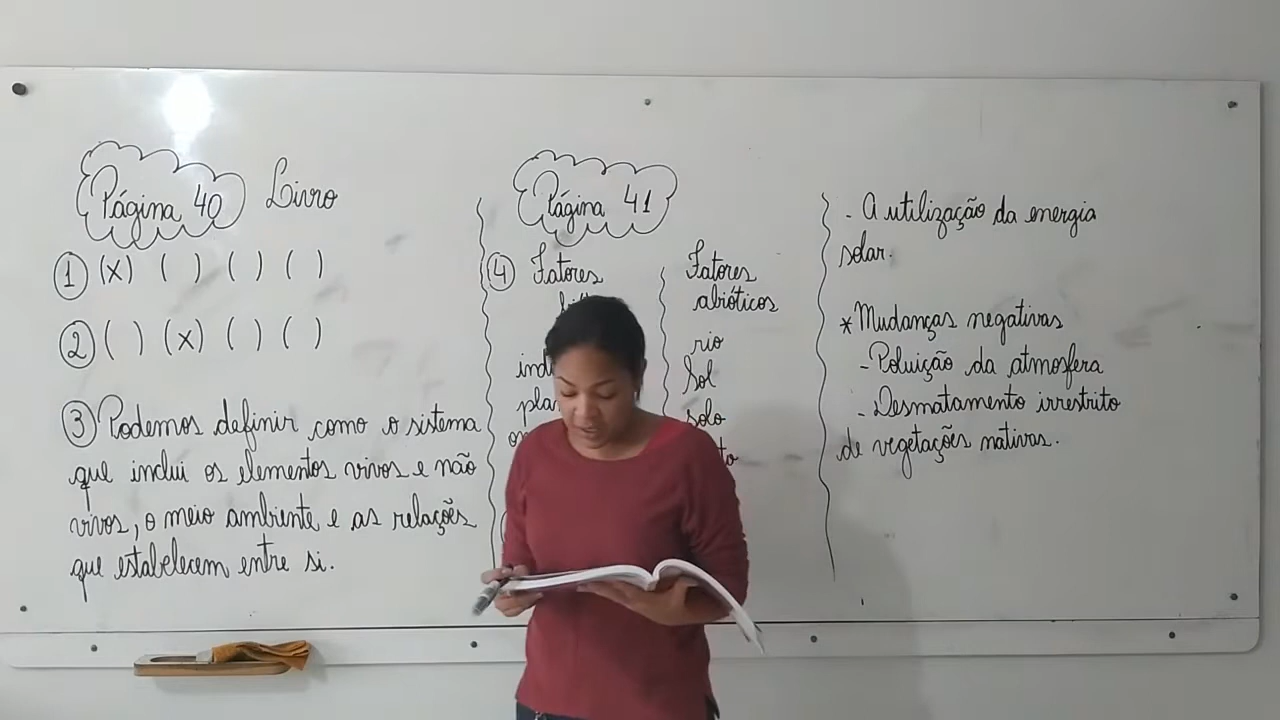 Página 40 Livro
1 (x) ( ) ( ) ( )
2 ( ) (x) ( ) ( )
3 Podemos definir como o sistema
que inclui os elementos vivos e não
vivos, o meio ambiente e as relações
que estabelecem entre si.
Página 41
4 Fatores
Fatores
abióticos
rio
Sol
solo
- A utilização da energia
solar.
* Mudanças negativas
- Poluição da atmosfera
- Desmatamento irrestrito
de vegetações nativas.